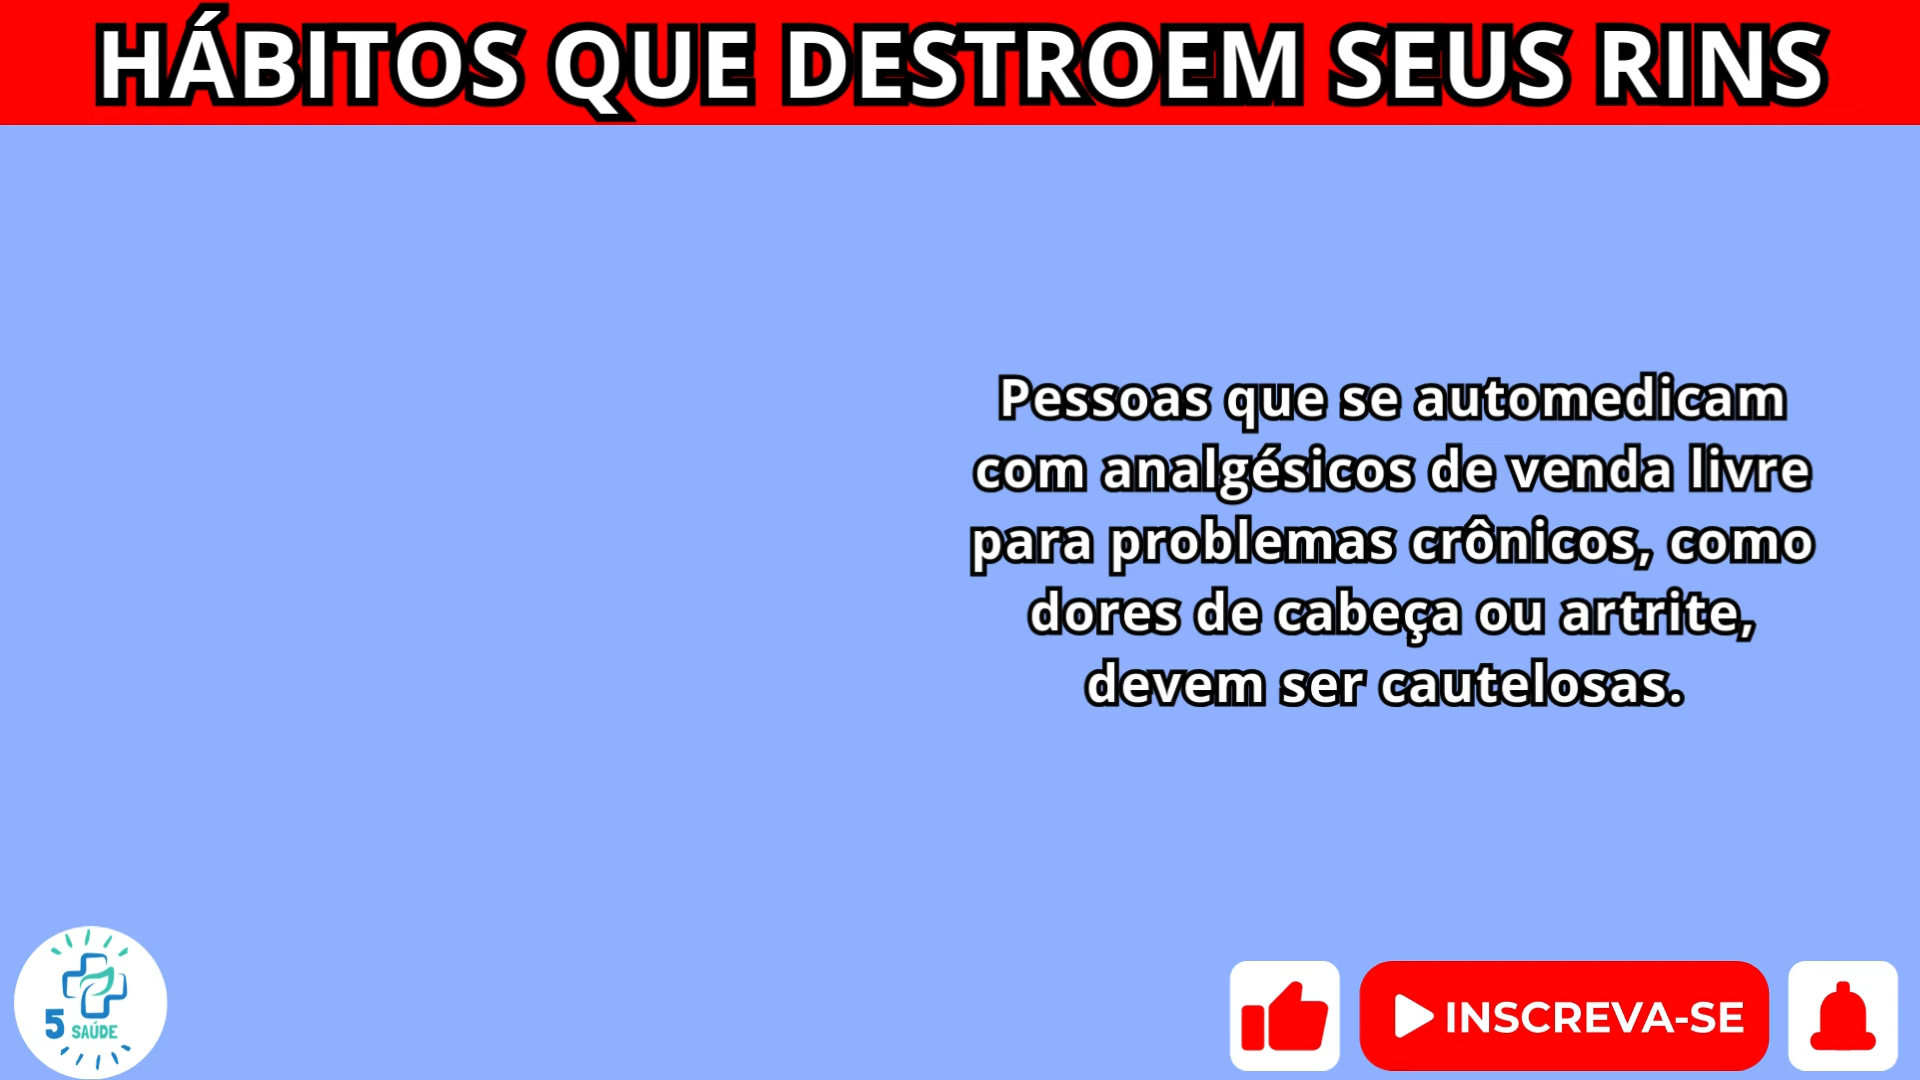 HÁBITOS QUE DESTROEM SEUS RINS
Pessoas que se automedicam
com analgésicos de venda livre
para problemas crônicos, como
dores de cabeça ou artrite,
devem ser cautelosas.
5 SAÚDE
INSCREVA-SE